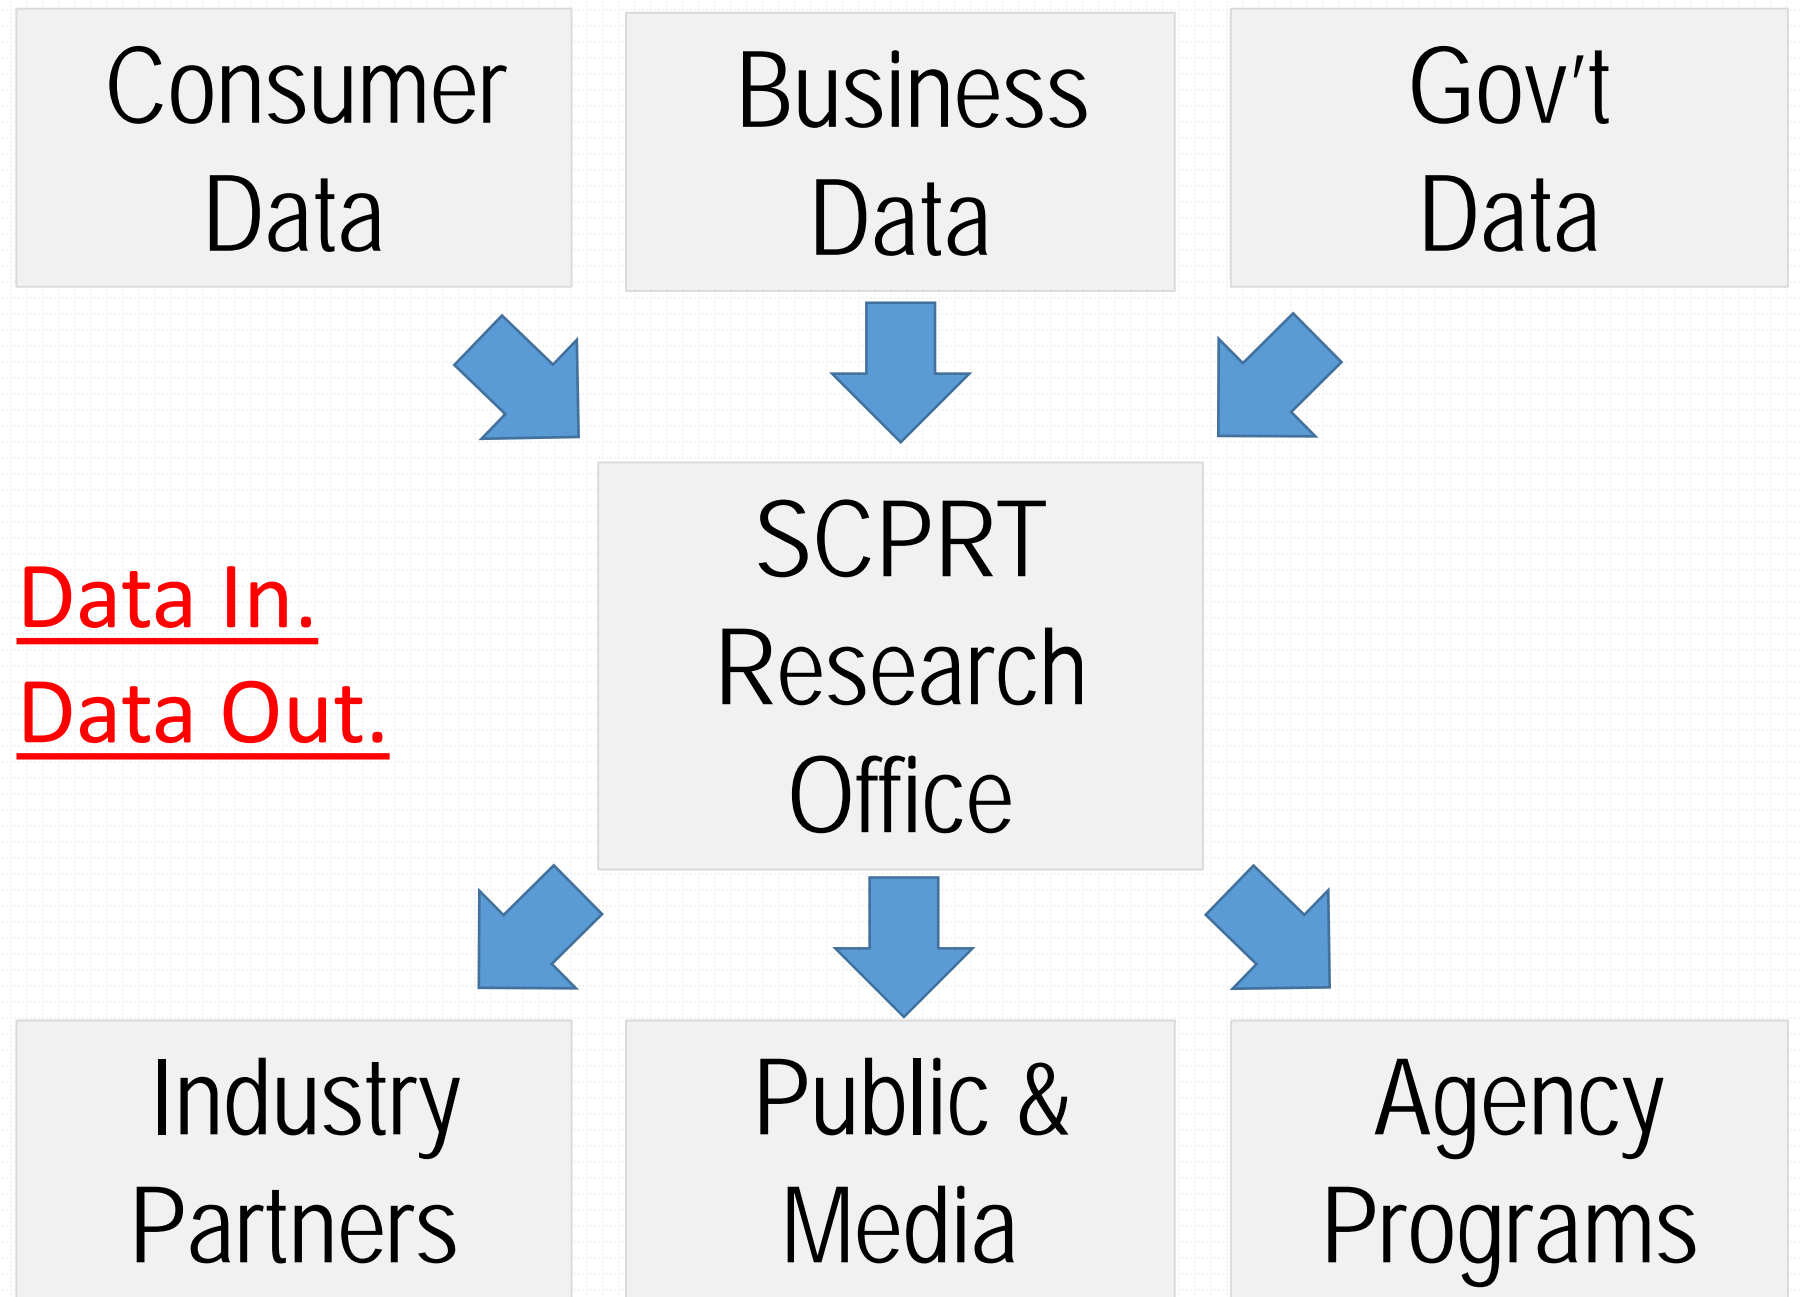 Consumer
Data
Business
Data
Gov't
Data
Data In.
Data Out.
SCPRT
Research
Office
Industry
Partners
Public &
Media
Agency
Programs